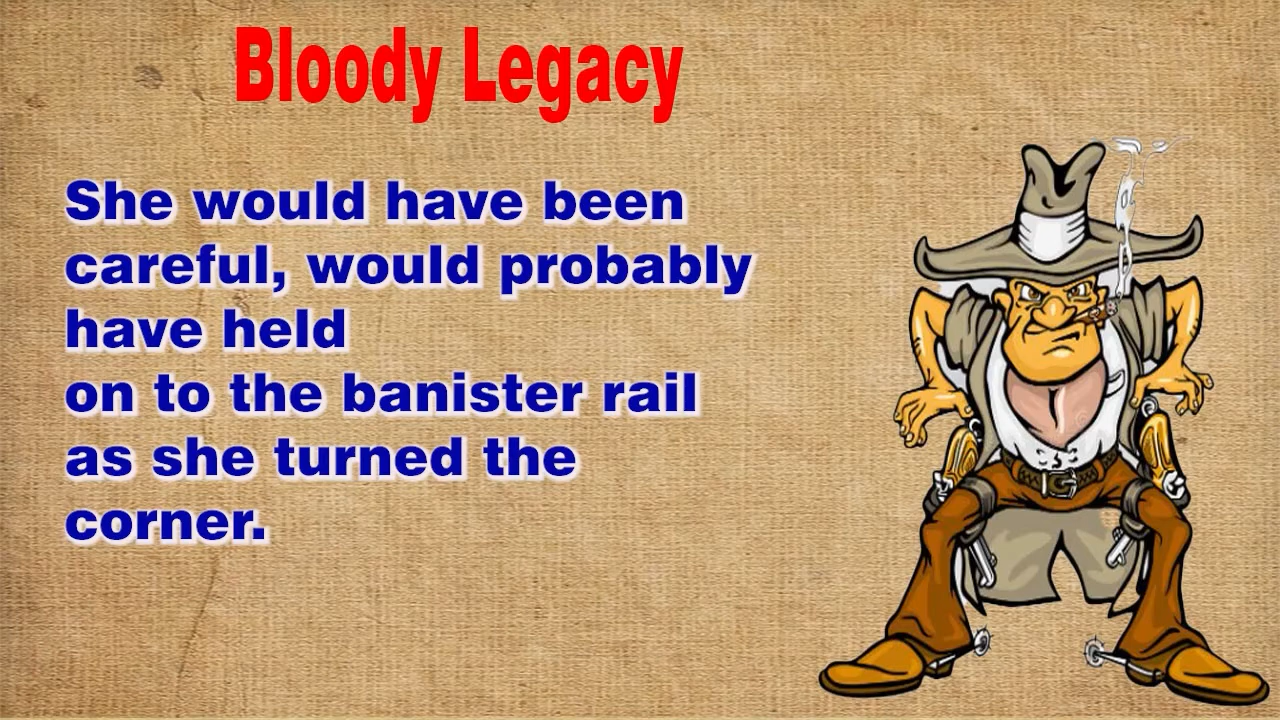 Bloody Legacy
She would have been
careful, would probably
have held
on to the banister rail
as she turned the
corner.